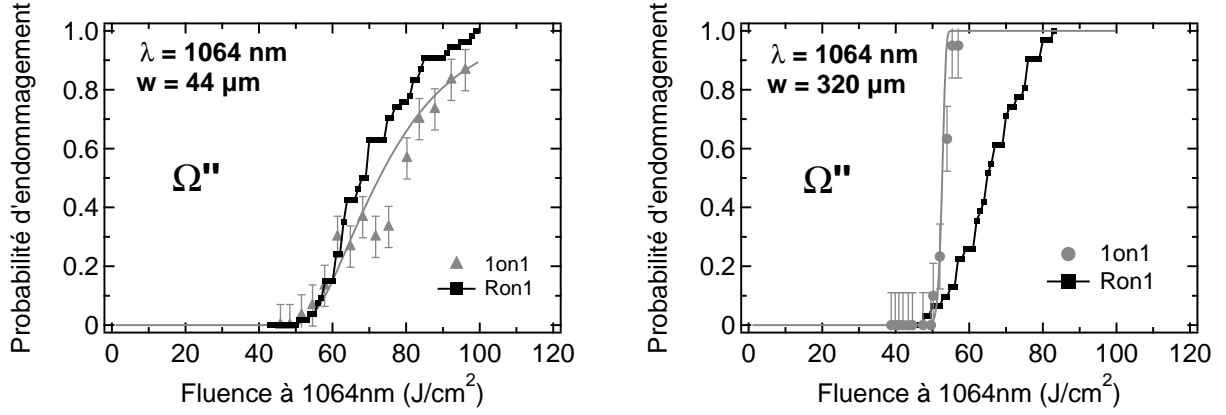 Probabilité d'endommagement
1.0
0.8
0.6
0.4
0.2
0
λ = 1064 nm
w = 44 µm
Ω"
1on1
Ron1
0
20
40
60
80
100
120
Fluence à 1064nm (J/cm²)
Probabilité d'endommagement
1.0
0.8
0.6
0.4
0.2
0
λ = 1064 nm
w = 320 µm
Ω"
1on1
Ron1
0
20
40
60
80
100
120
Fluence à 1064nm (J/cm²)